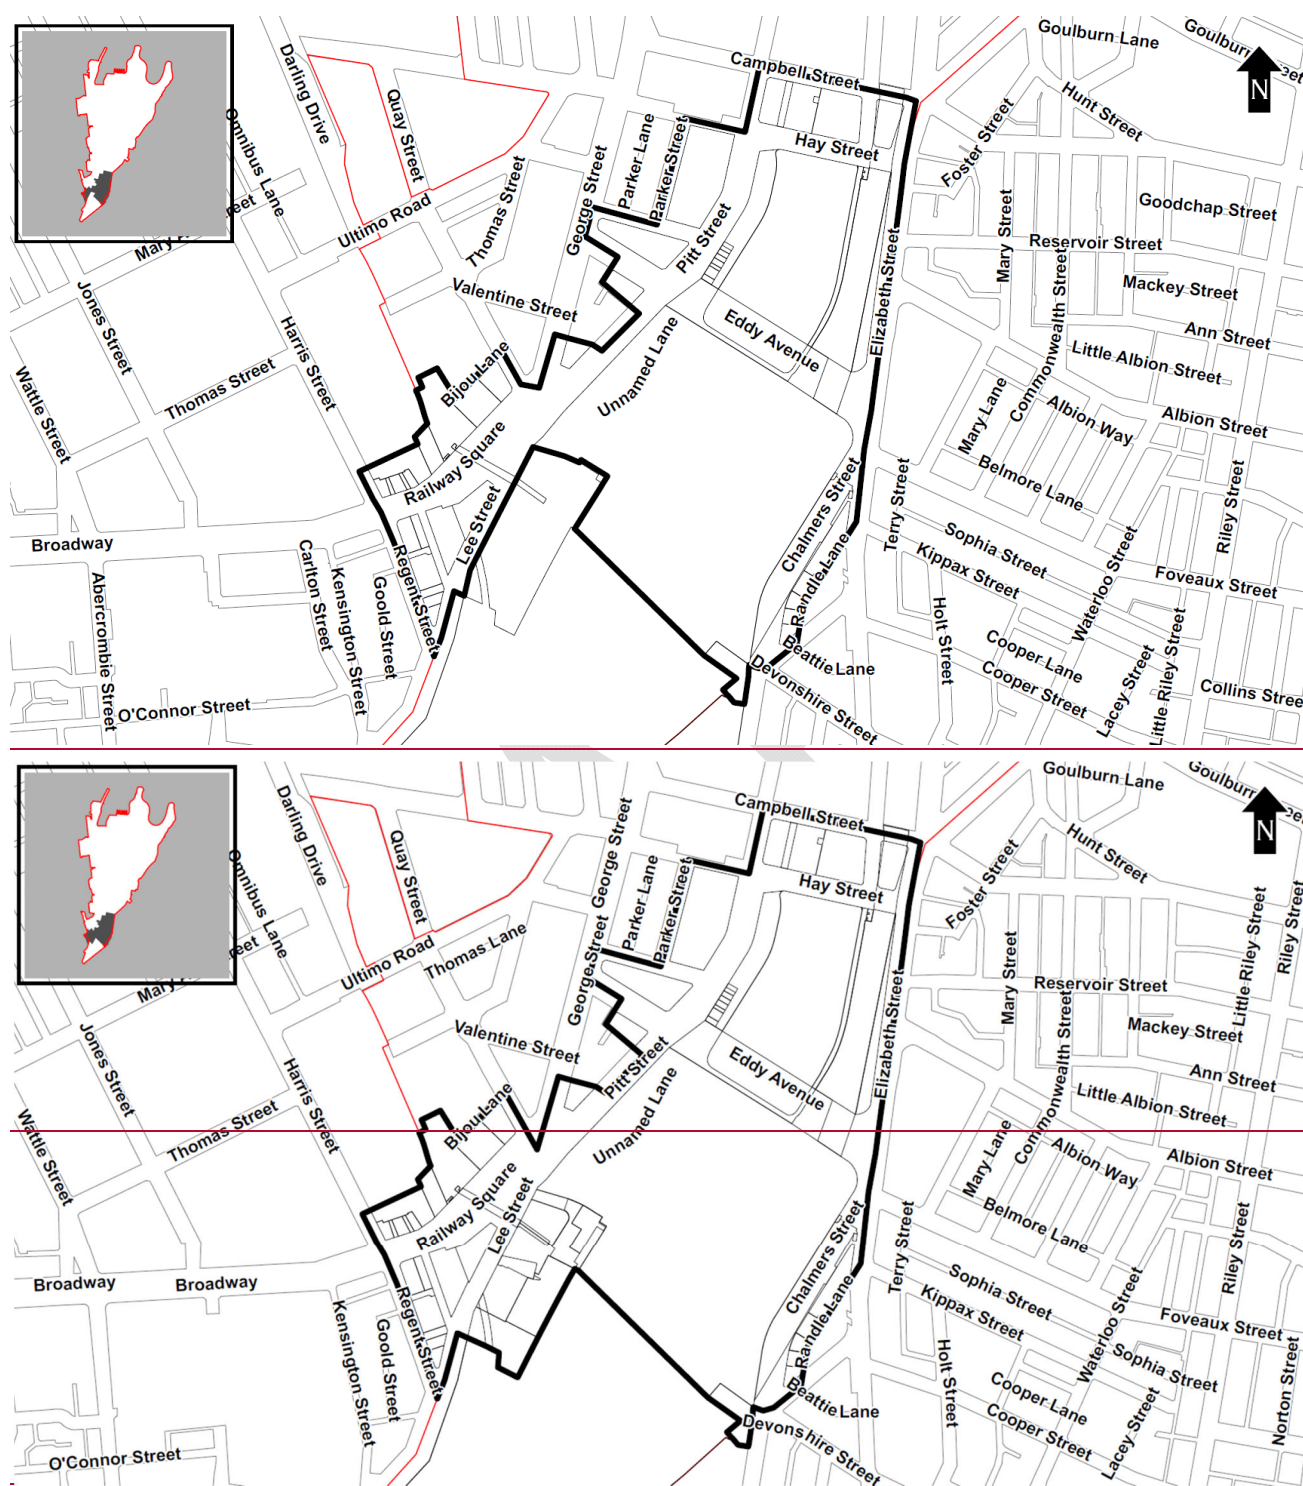 Goulburn Lane
Goulburn Street
Campbell Street
Darling Drive
Quay Street
Omnibus Lane
Hunt Street
Foster Street
N
Parker Lane
Parker Street
Hay Street
George Street
Thomas Street
Ultimo Road
Pitt Street
Mary Street
Goodchap Street
Reservoir Street
Elizabeth Street
Commonwealth Street
Mackey Street
Jones Street
Valentine Street
Eddy Avenue
Ann Street
Harris Street
Little Albion Street
Wattle Street
Thomas Street
Bijou Lane
Unnamed Lane
Mary Lane
Albion Way
Albion Street
Railway Square
Belmore Lane
Riley Street
Lee Street
Chalmers Street
Terry Street
Sophia Street
Broadway
Carlton Street
Kensington Street
Goold Street
Regent Street
Randle Lane
Kippax Street
Waterloo Street
Foveaux Street
Abercrombie Street
Holt Street
Beattie Lane
Cooper Lane
Cooper Street
Lacey Street
Little Riley Street
Collins Stree
O'Connor Street
Devonshire Street
Goulburn Lane
Goulburn
Campbell Street
Darling Drive
Quay Street
Omnibus Lane
George Street
Hunt Street
Foster Street
N
Parker Lane
Parker Street
Hay Street
George Street
Thomas Lane
Ultimo Road
Little Riley Street
Riley Street
Mary Street
Reservoir Street
Elizabeth Street
Commonwealth Street
Mackey Street
Jones Street
Valentine Street
Pitt Street
Eddy Avenue
Ann Street
Harris Street
Little Albion Street
Wattle Street
Thomas Street
Bijou Lane
Unnamed Lane
Mary Lane
Albion Way
Albion Street
Railway Square
Lee Street
Belmore Lane
Riley Street
Chalmers Street
Terry Street
Sophia Street
Broadway
Broadway
Kensington Street
Goold Street
Regent Street
Randle Lane
Kippax Street
Waterloo Street
Foveaux Street
Sophia Street
Holt Street
Beattie Lane
Cooper Lane
Cooper Street
Lacey Street
Norton Street
O'Connor Street
Devonshire Street